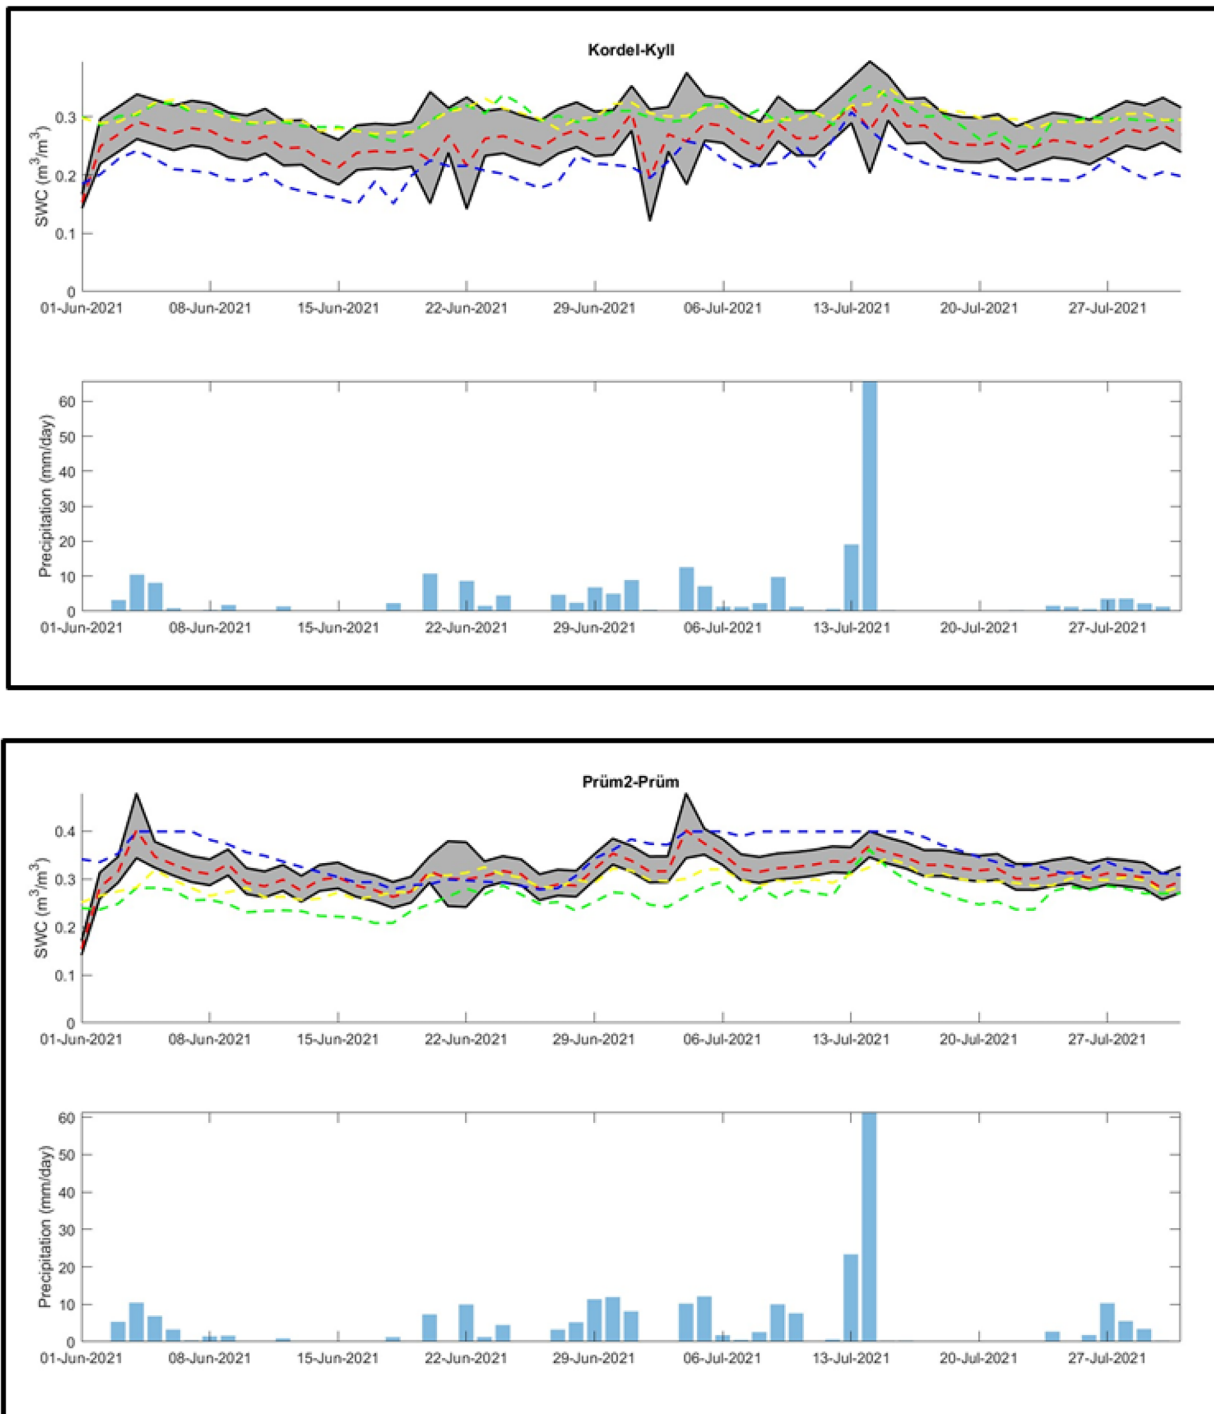 Kordel-Kyll
SWC (m³/m³)
0.3
0.2
0.1
0
01-Jun-2021 08-Jun-2021 15-Jun-2021 22-Jun-2021 29-Jun-2021 06-Jul-2021 13-Jul-2021 20-Jul-2021 27-Jul-2021
Precipitation (mm/day)
60
50
40
30
20
10
0
01-Jun-2021 08-Jun-2021 15-Jun-2021 22-Jun-2021 29-Jun-2021 06-Jul-2021 13-Jul-2021 20-Jul-2021 27-Jul-2021
Prüm2-Prüm
SWC (m³/m³)
0.4
0.3
0.2
0.1
0
01-Jun-2021 08-Jun-2021 15-Jun-2021 22-Jun-2021 29-Jun-2021 06-Jul-2021 13-Jul-2021 20-Jul-2021 27-Jul-2021
Precipitation (mm/day)
60
50
40
30
20
10
0
01-Jun-2021 08-Jun-2021 15-Jun-2021 22-Jun-2021 29-Jun-2021 06-Jul-2021 13-Jul-2021 20-Jul-2021 27-Jul-2021